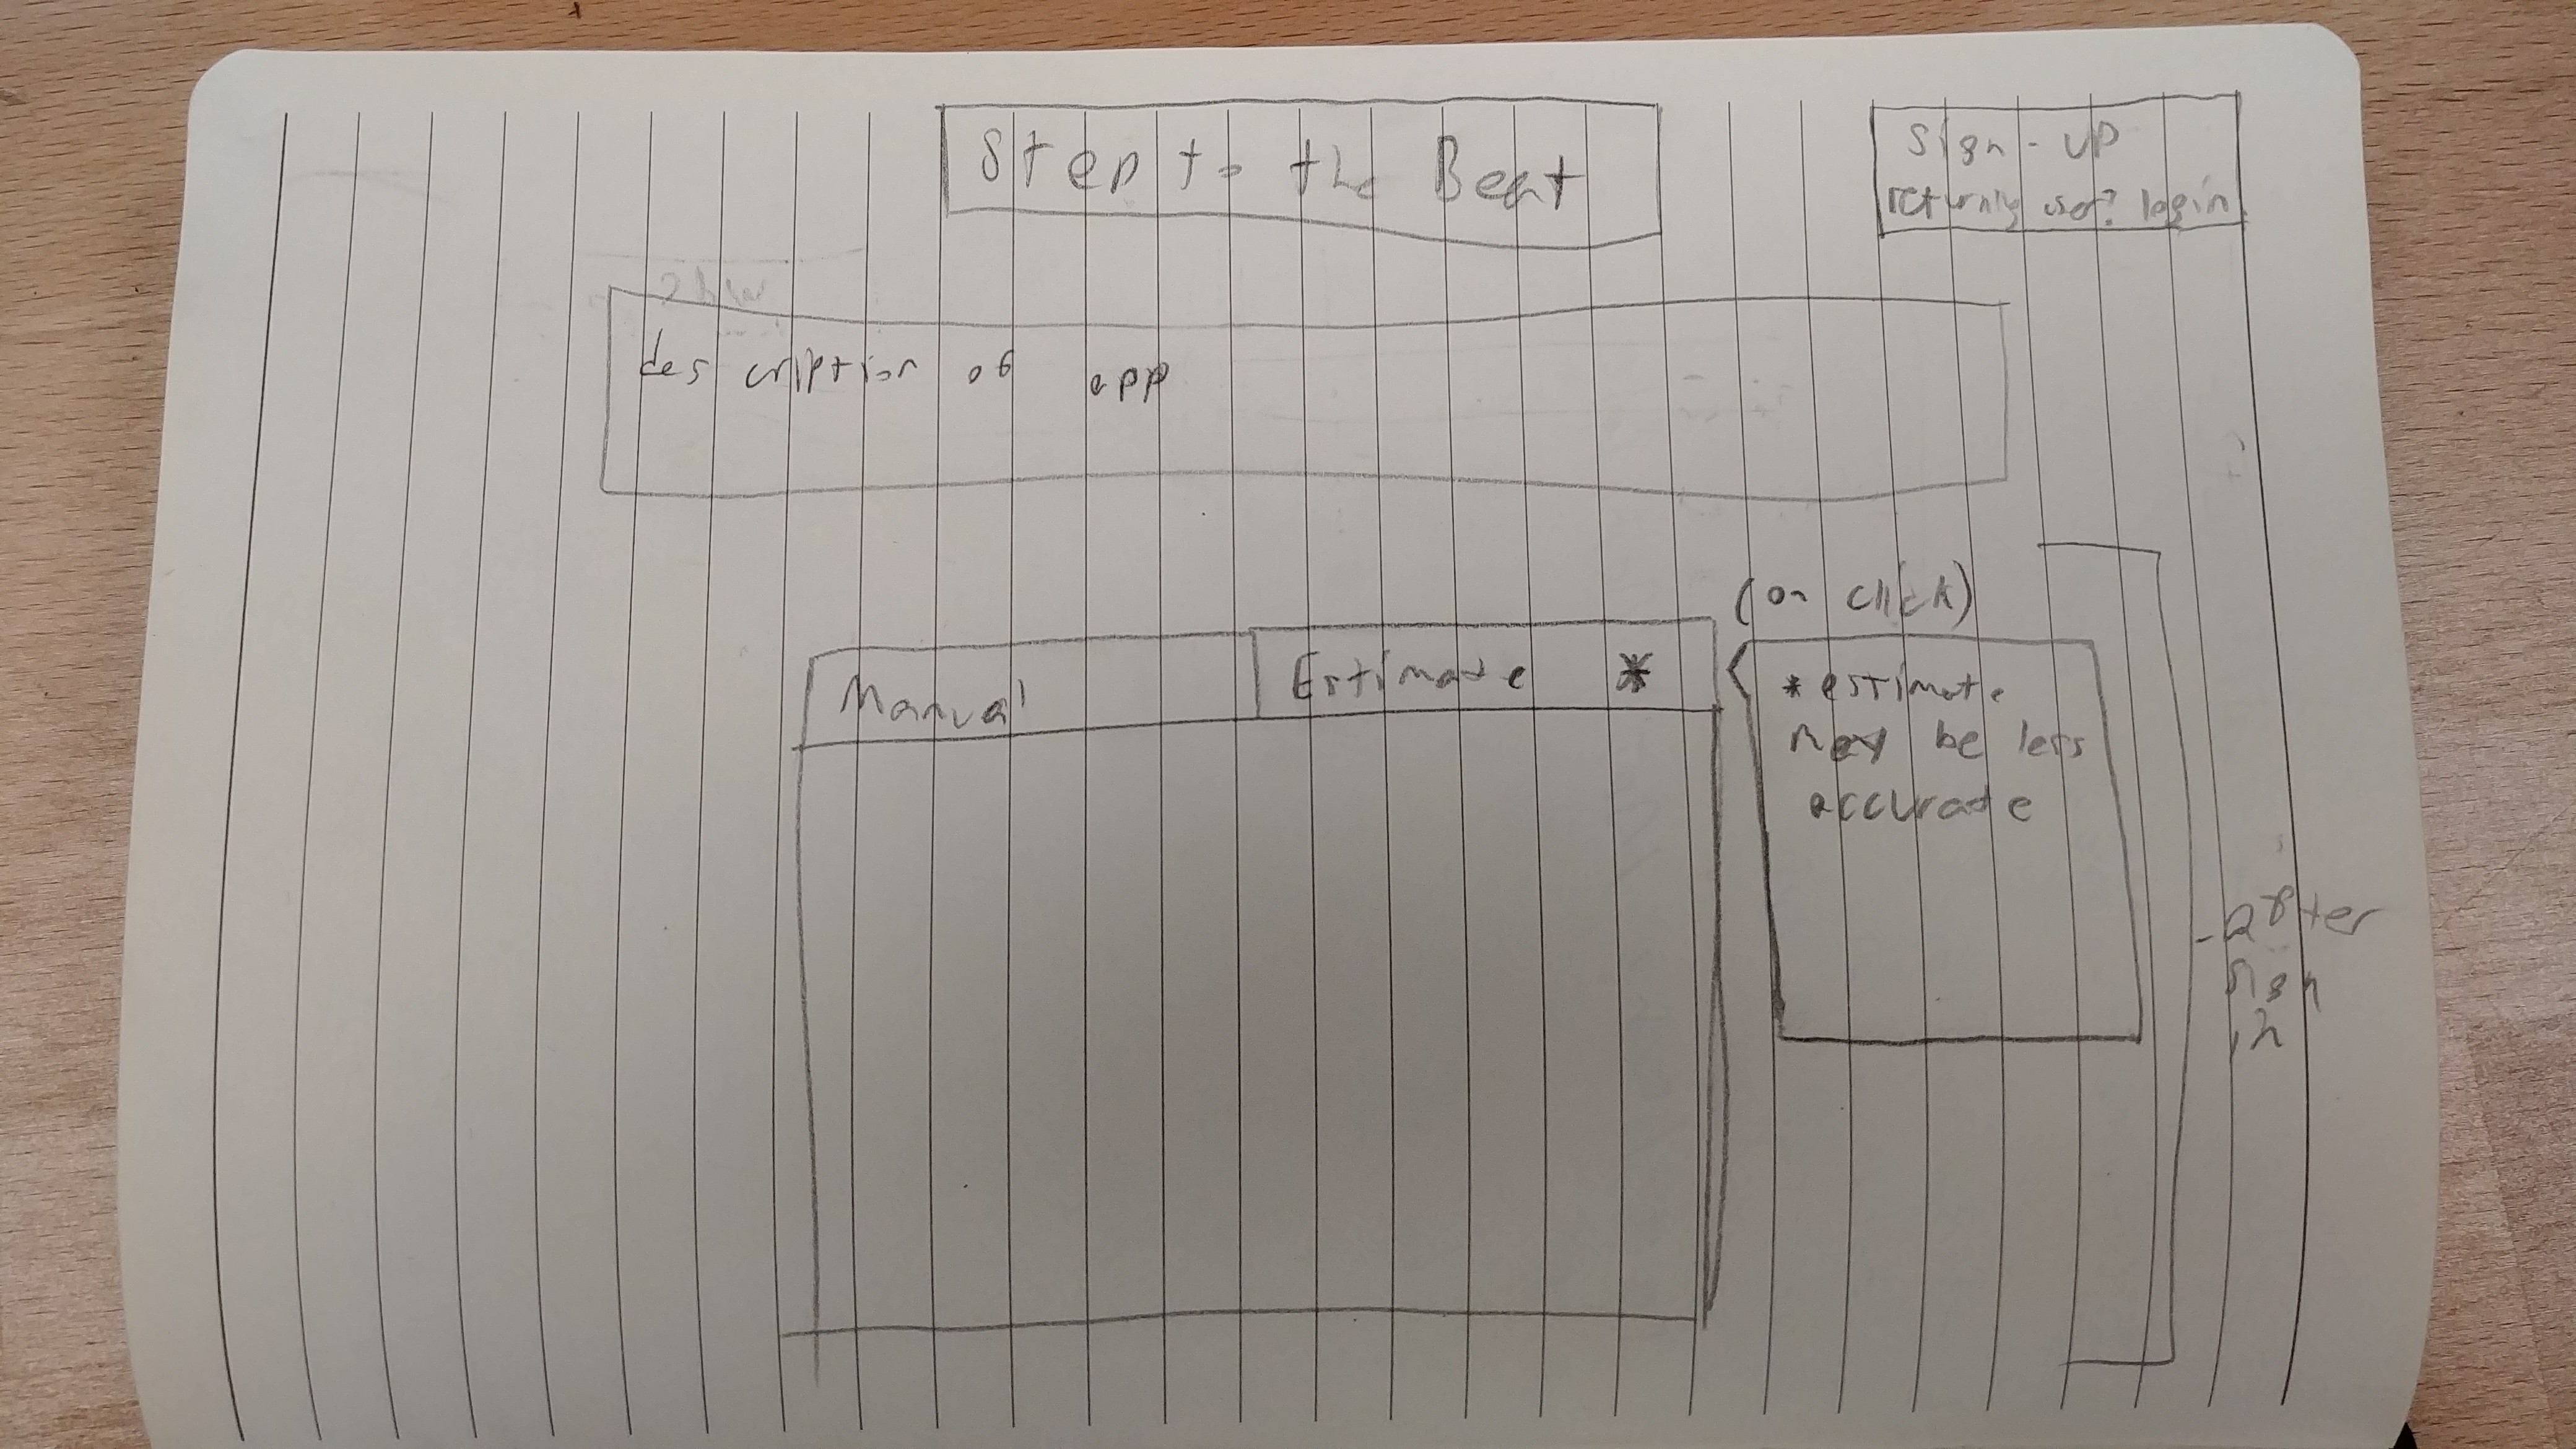 Step to the Beat
sign-up
returning user? login
description of app
(on click)
Manual
Estimate *
* estimate
may be less
accurate
- after
sign
in